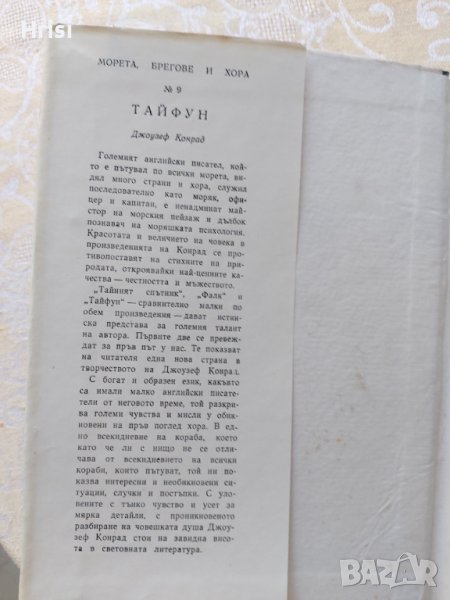 Hrisi
МОРЕТА, БРЕГОВЕ И ХОРА
№ 9
ТАЙФУН
Джоузеф Конрад
Големият английски писател, кой-
то е пътувал по всички морета, ви-
дял много страни и хора, служил
последователно като моряк, офи-
цер и капитан, е ненадминат май-
стор на морския пейзаж и дълбок
познавач на моряшката психология.
Красотата и величието на човека в
произведенията на Конрад се про-
тивопоставят на стихиите на при-
родата, откроявайки най-ценните ка-
чества — честността и мъжеството.
„Тайният спътник“, „Фалк“ и
„Тайфун“ — сравнително малки по
обем произведения — дават истин-
ска представа за големия талант
на автора. Първите две се превеж-
дат за пръв път у нас. Те показват
на читателя една нова страна в
творчеството на Джоузеф Конрад.
С богат и образен език, какъвто
са имали малко английски писате-
тели от неговото време, той разкри-
ва големи чувства и мисли у обик-
новени на пръв поглед хора. В ед-
но всекидневие на кораба, което
като че ли с нищо не се отли-
чава от всекидневието на всички
кораби, които пътуват, той ни по-
казва интересни и необикновени си-
туации, случки и постъпки. С уло-
вените с тънко чувство и усет за
мярка детайли, с проникновеното
разбиране на човешката душа Джоу-
зеф Конрад стои на завидна висо-
та в световната литература.
BAZAR